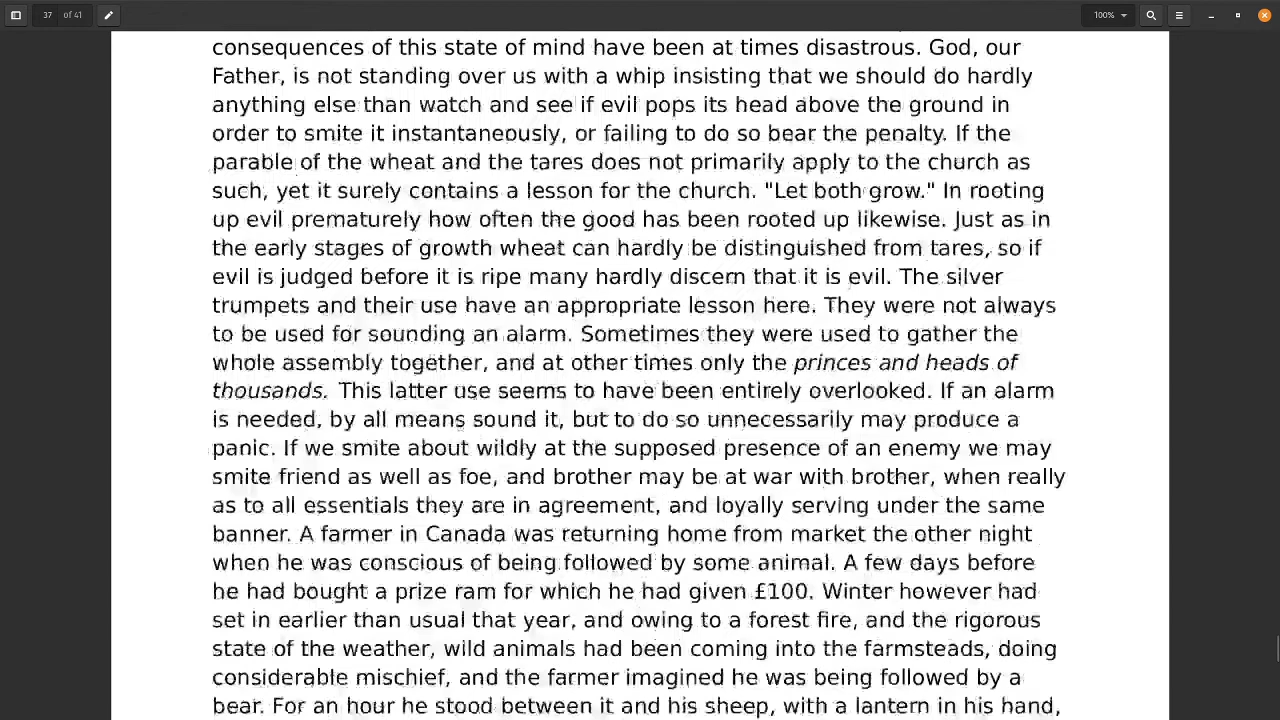 37 of 41
100%
consequences of this state of mind have been at times disastrous. God, our
Father, is not standing over us with a whip insisting that we should do hardly
anything else than watch and see if evil pops its head above the ground in
order to smite it instantaneously, or failing to do so bear the penalty. If the
parable of the wheat and the tares does not primarily apply to the church as
such, yet it surely contains a lesson for the church. "Let both grow." In rooting
up evil prematurely how often the good has been rooted up likewise. Just as in
the early stages of growth wheat can hardly be distinguished from tares, so if
evil is judged before it is ripe many hardly discern that it is evil. The silver
trumpets and their use have an appropriate lesson here. They were not always
to be used for sounding an alarm. Sometimes they were used to gather the
whole assembly together, and at other times only the princes and heads of
thousands. This latter use seems to have been entirely overlooked. If an alarm
is needed, by all means sound it, but to do so unnecessarily may produce a
panic. If we smite about wildly at the supposed presence of an enemy we may
smite friend as well as foe, and brother may be at war with brother, when really
as to all essentials they are in agreement, and loyally serving under the same
banner. A farmer in Canada was returning home from market the other night
when he was conscious of being followed by some animal. A few days before
he had bought a prize ram for which he had given £100. Winter however had
set in earlier than usual that year, and owing to a forest fire, and the rigorous
state of the weather, wild animals had been coming into the farmsteads, doing
considerable mischief, and the farmer imagined he was being followed by a
bear. For an hour he stood between it and his sheep, with a lantern in his hand,